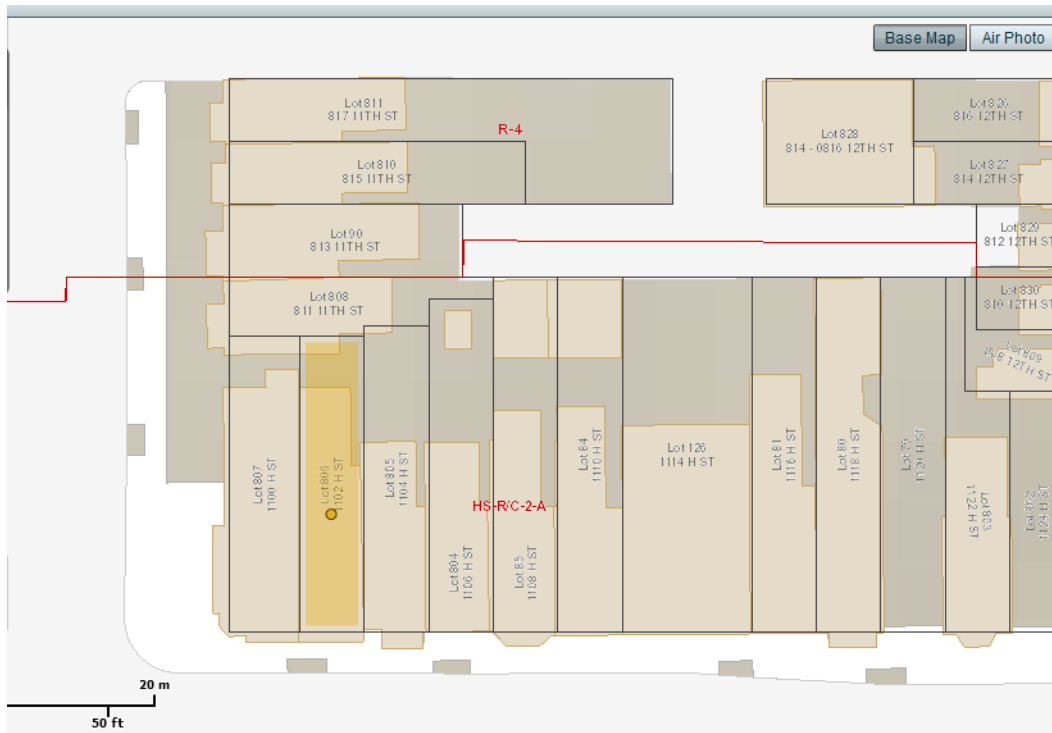 Base Map
Air Photo
Lot 811
817 11TH ST
R-4
Lot 810
815 11TH ST
Lot 90
813 11TH ST
Lot 808
811 11TH ST
Lot 828
814 - 0816 12TH ST
Lot 826
816 12TH ST
Lot 827
814 12TH ST
Lot 829
812 12TH ST
Lot 830
810 12TH ST
Lot 809
808 12TH ST
Lot 807
1100 H ST
Lot 806
1102 H ST
Lot 805
1104 H ST
Lot 804
1106 H ST
Lot 85
1108 H ST
Lot 84
1110 H ST
Lot 126
1114 H ST
HS-R/C-2-A
Lot 81
1116 H ST
Lot 80
1118 H ST
Lot 79
1120 H ST
Lot 803
1122 H ST
1124 H ST
20 m
50 ft